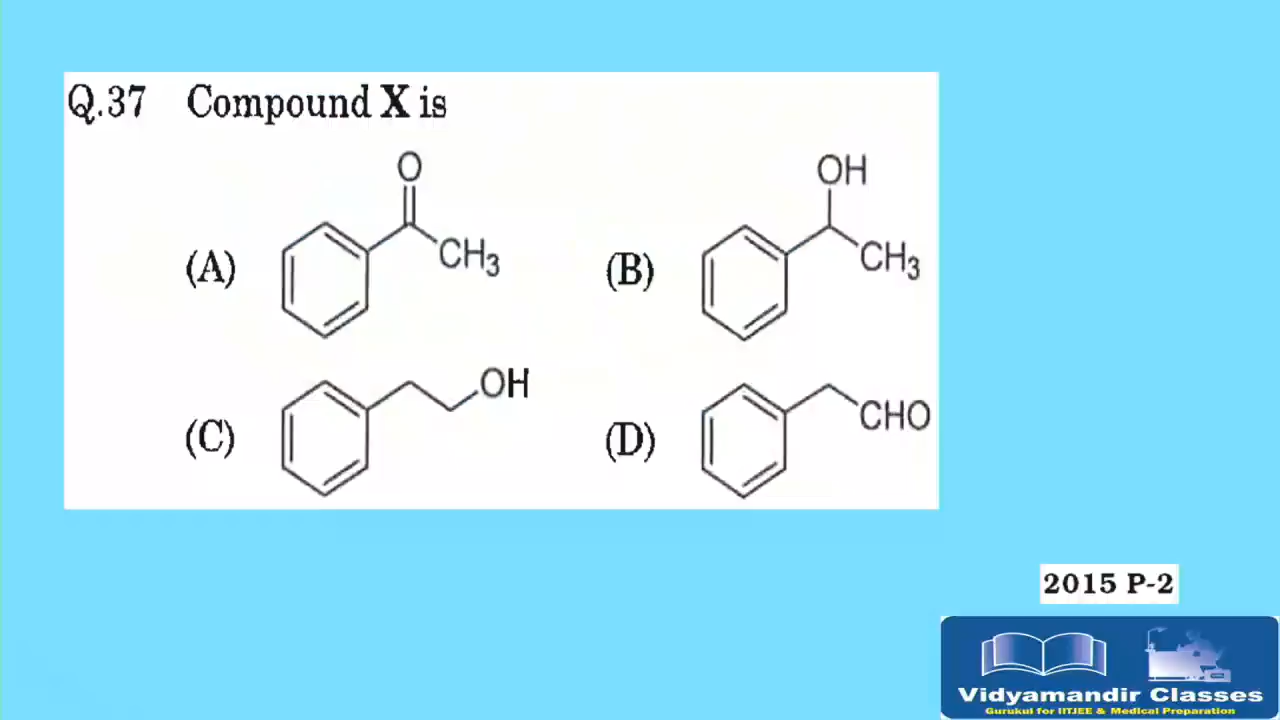 Q.37 Compound X is
(A) O CH3
(B) OH CH3
(C) OH
(D) CHO
2015 P-2
Vidyamandir Classes
Gurukul for IITJEE & Medical Preparation